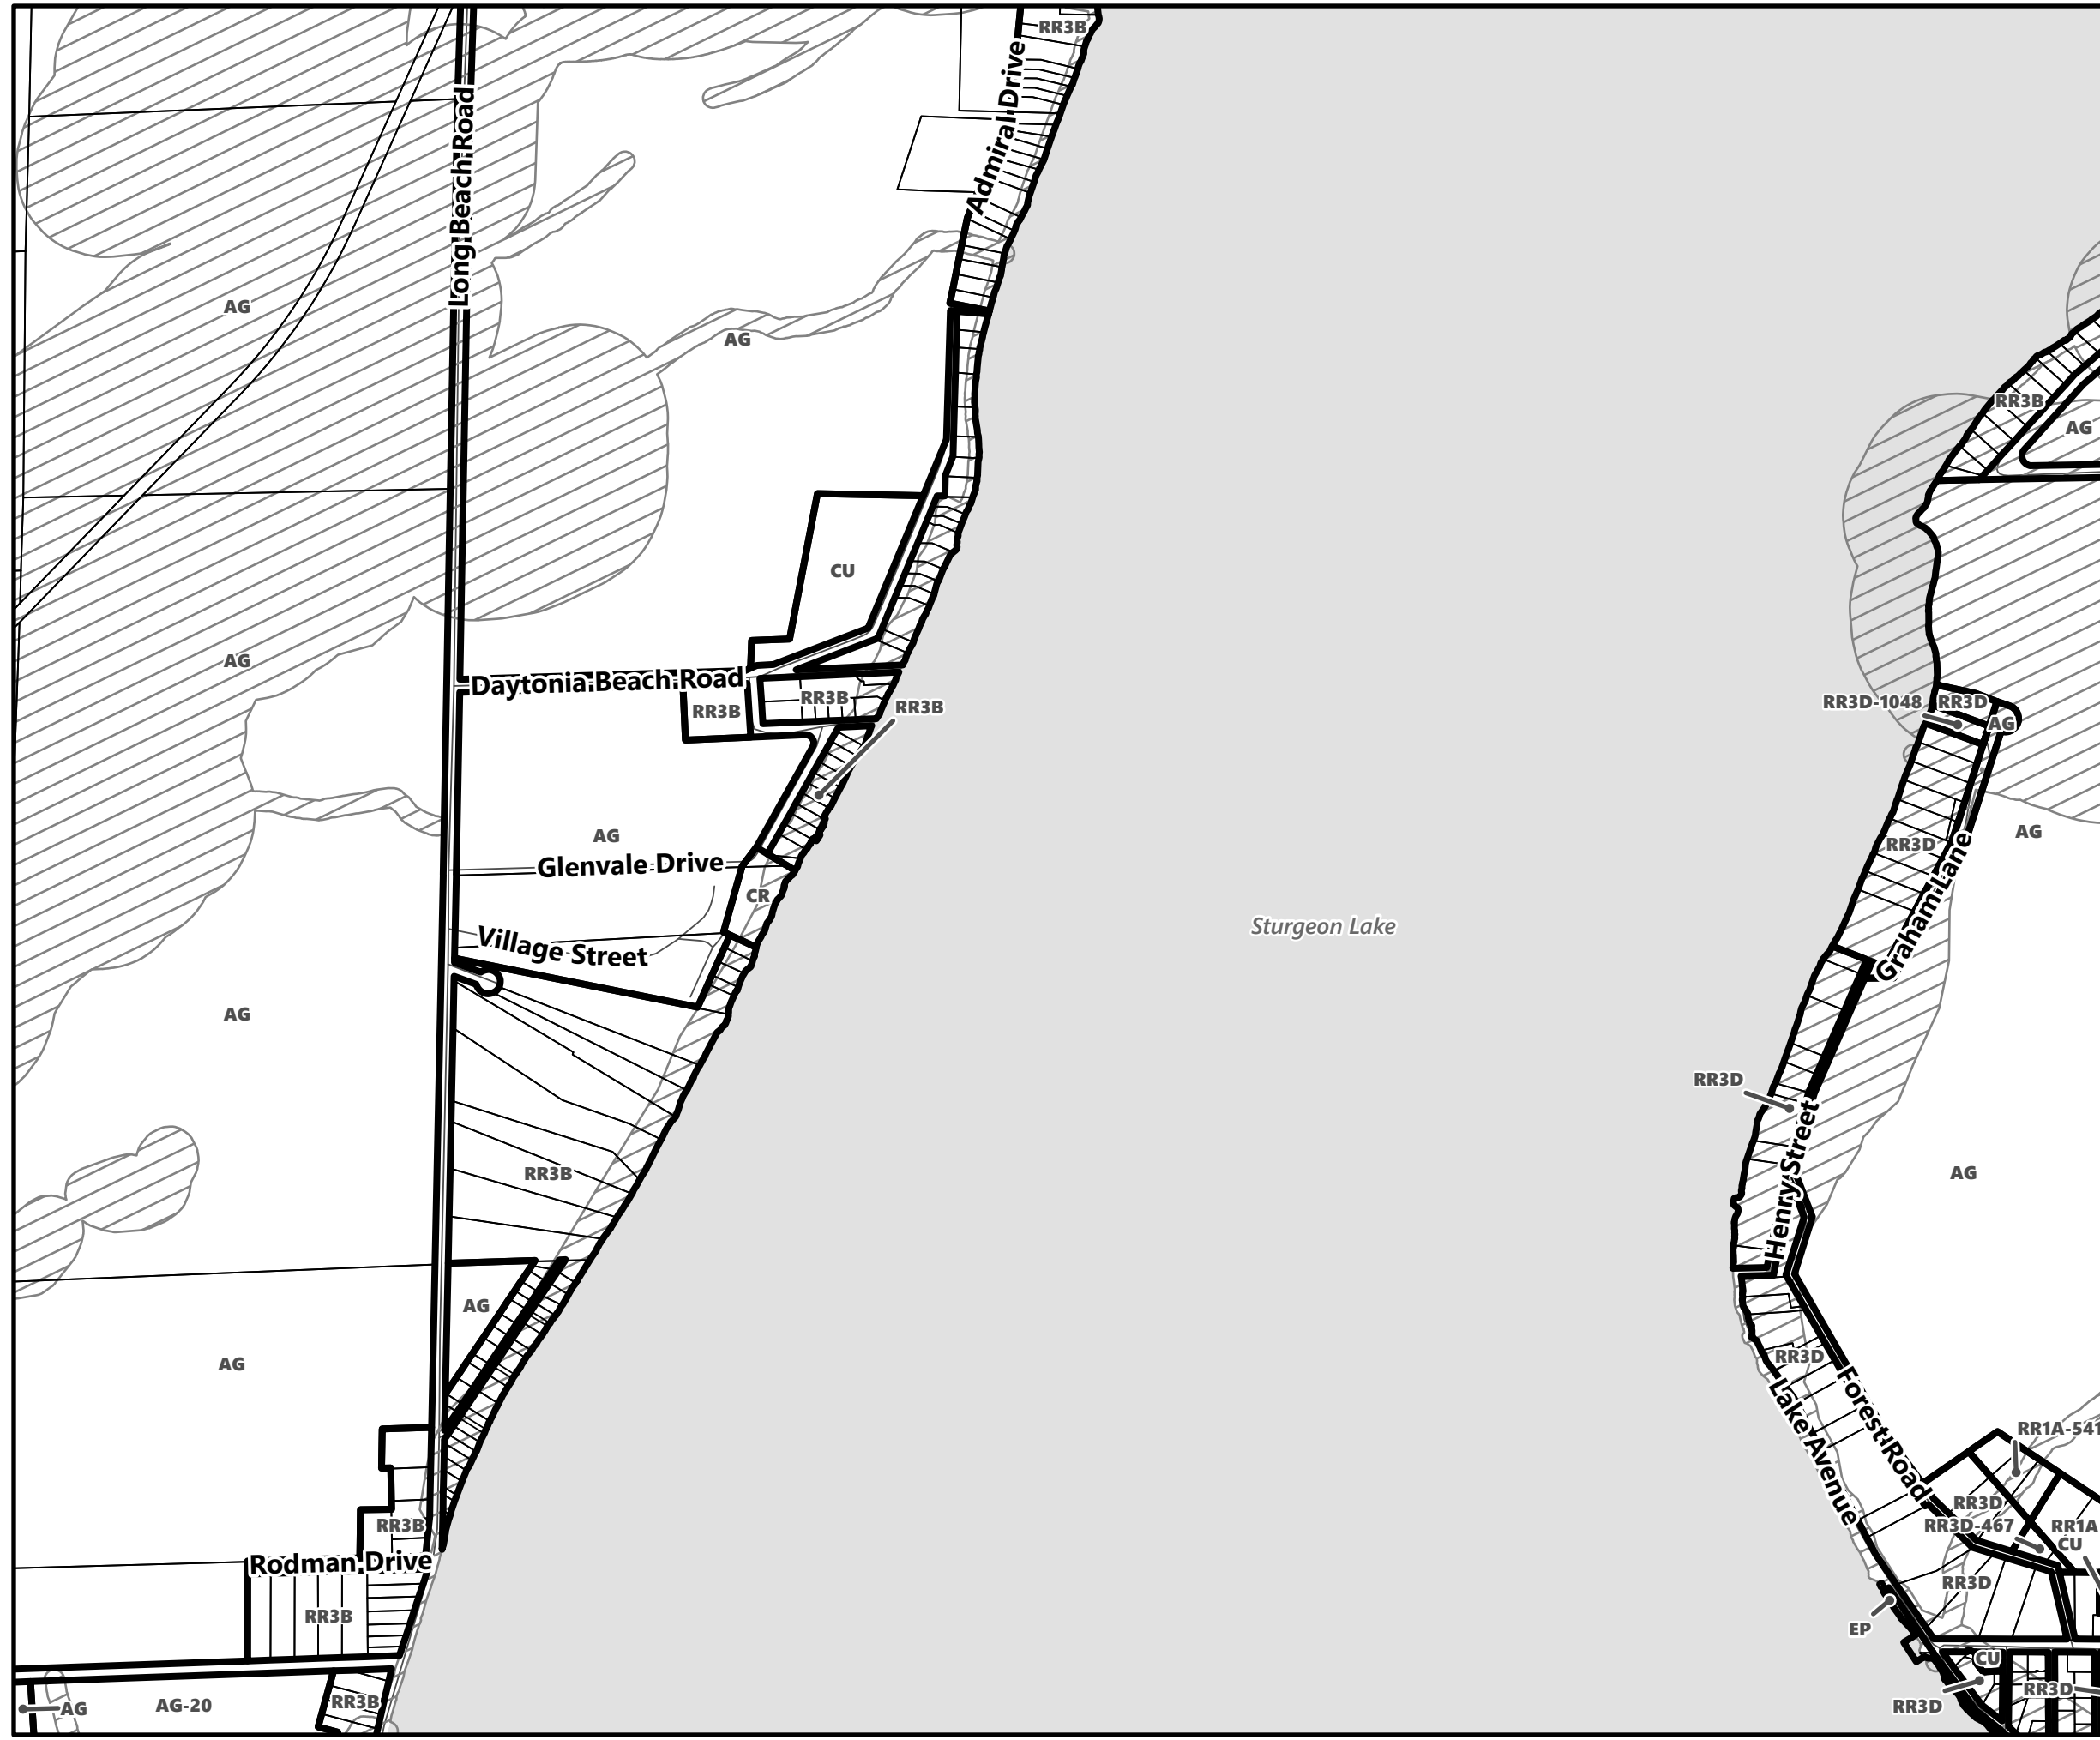 RR3B
Admiral Drive
Long Beach Road
AG
AG
RR3B
AG
CU
AG
Daytonia Beach Road
RR3B
RR3B
RR3B
RR3D-1048
RR3D
AG
AG
AG
RR3D
Glenvale Drive
CR
Graham Lane
Sturgeon Lake
Village Street
AG
RR3D
Henry Street
RR3B
AG
AG
AG
RR3D
Lake Avenue
Forest Road
RR1A-541
RR3D
RR3D-467
RR1A
CU
RR3B
Rodman Drive
RR3D
RR3B
EP
CU
RR3D
RR3D
RR3B
AG
AG-20